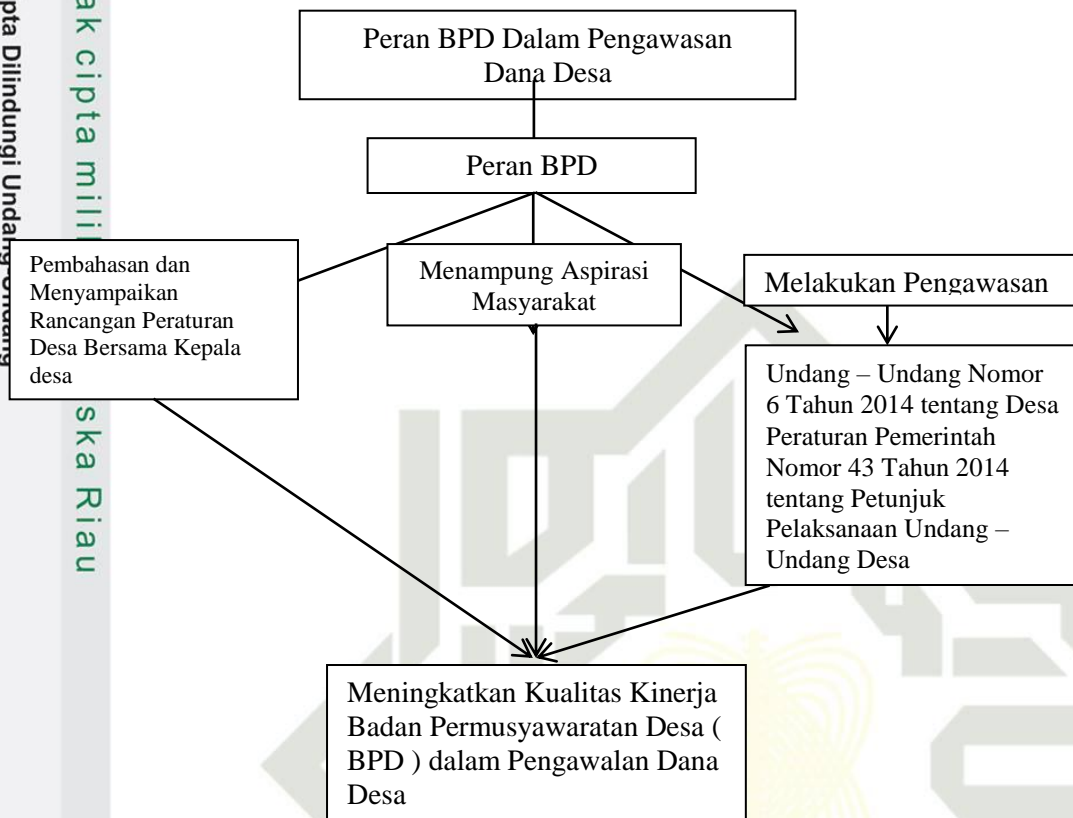 Peran BPD Dalam Pengawasan
Dana Desa
Peran BPD
Pembahasan dan
Menyampaikan
Rancangan Peraturan
Desa Bersama Kepala
desa
Menampung Aspirasi
Masyarakat
Melakukan Pengawasan
Undang – Undang Nomor
6 Tahun 2014 tentang Desa
Peraturan Pemerintah
Nomor 43 Tahun 2014
tentang Petunjuk
Pelaksanaan Undang –
Undang Desa
Meningkatkan Kualitas Kinerja
Badan Permusyawaratan Desa (
BPD ) dalam Pengawalan Dana
Desa
pta Dilindungi Undang-Undang
ak cipta mili
ska Riau